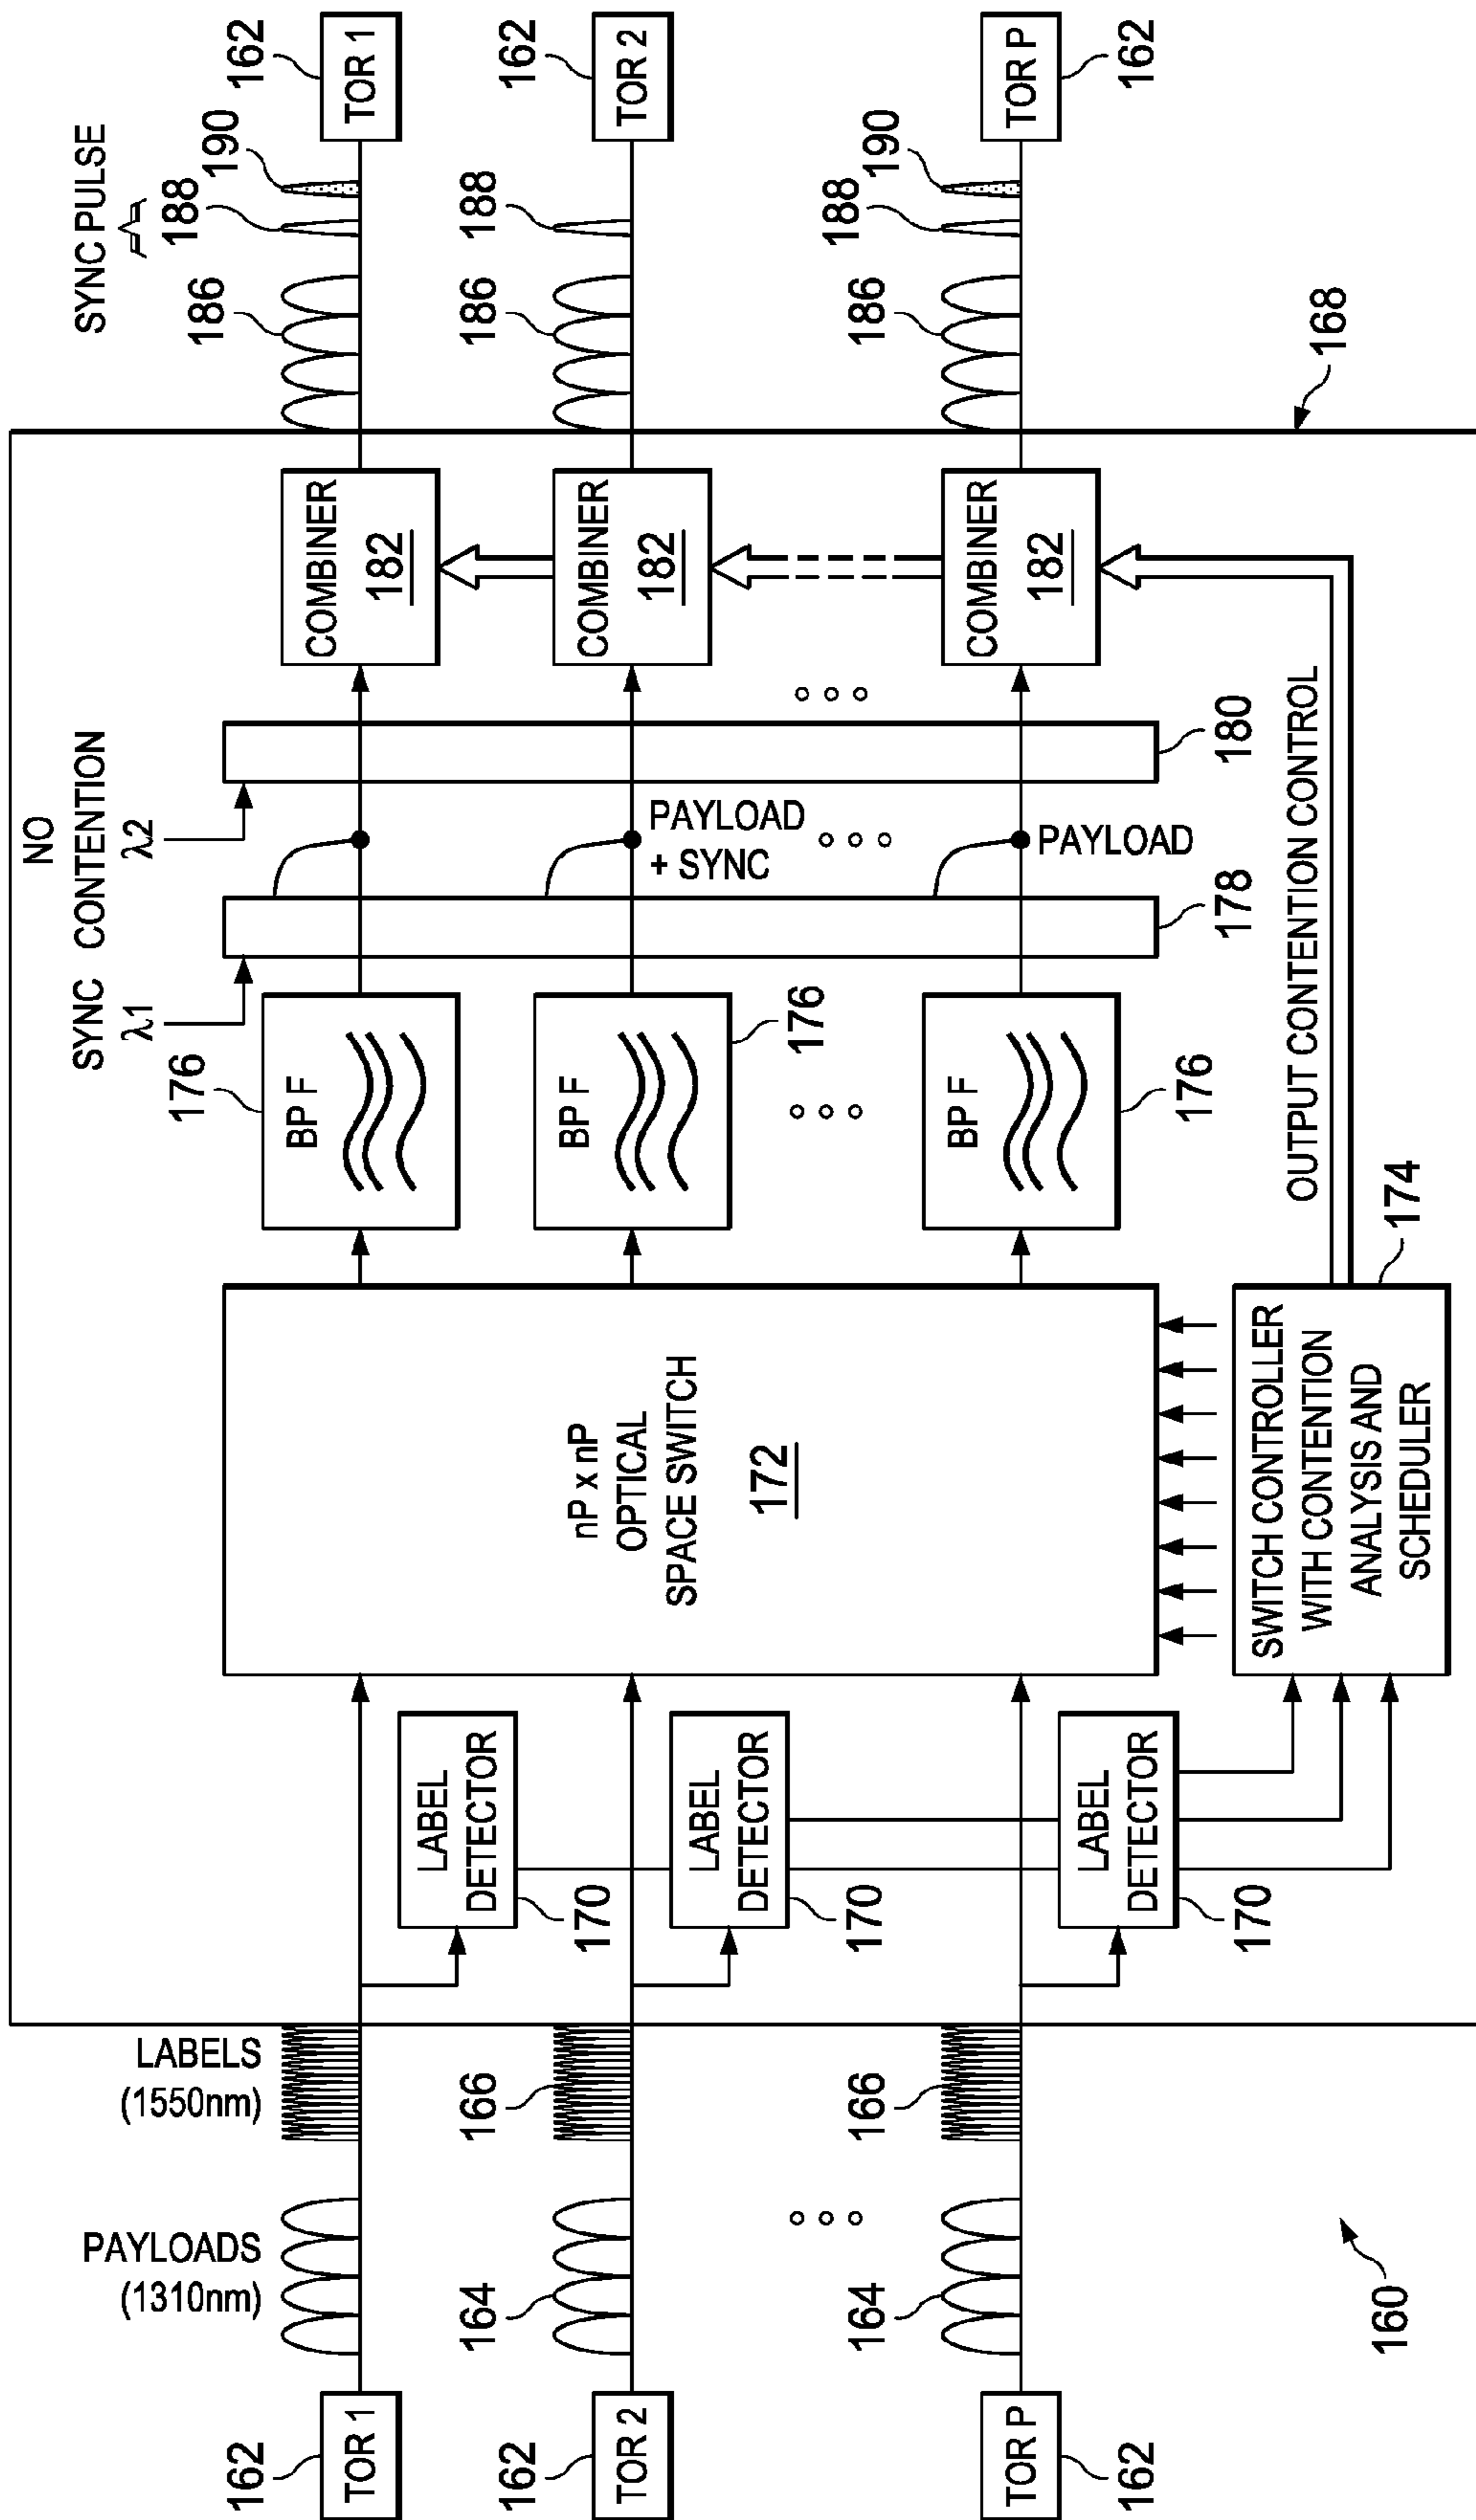 PAYLOADS
(1310nm)
LABELS
(1550nm)
SYNC
λ1
NO
CONTENTION
λ2
SYNC PULSE
162
TOR 1
LABEL
DETECTOR
170
176
BP F
COMBINER
182
186
188
190
162
TOR 1
162
TOR 2
164
166
LABEL
DETECTOR
170
nP x nP
OPTICAL
SPACE SWITCH
172
BP F
176
PAYLOAD
+ SYNC
COMBINER
182
186
188
162
TOR 2
162
TOR P
164
166
LABEL
DETECTOR
170
BP F
176
PAYLOAD
178
180
COMBINER
182
186
188
190
162
TOR P
160
SWITCH CONTROLLER
WITH CONTENTION
ANALYSIS AND
SCHEDULER
174
OUTPUT CONTENTION CONTROL
168